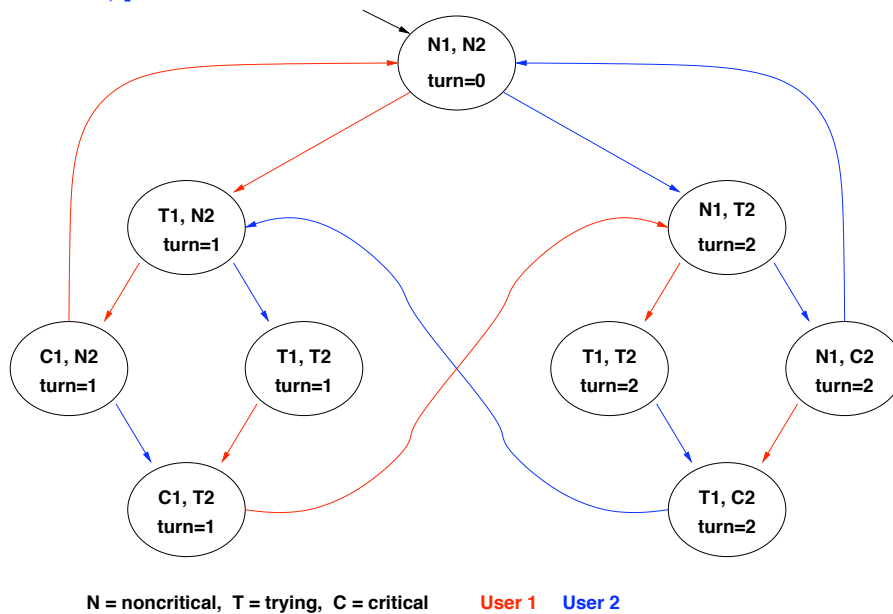 N1, N2
turn=0
T1, N2
turn=1
N1, T2
turn=2
C1, N2
turn=1
T1, T2
turn=1
T1, T2
turn=2
N1, C2
turn=2
C1, T2
turn=1
T1, C2
turn=2
N = noncritical, T = trying, C = critical User 1 User 2